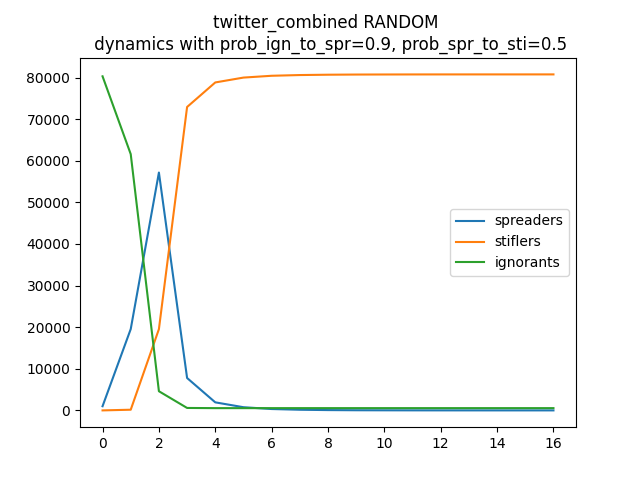 twitter_combined RANDOM
dynamics with prob_ign_to_spr=0.9, prob_spr_to_sti=0.5
80000
70000
60000
50000
40000
30000
20000
10000
0
spreaders
stiflers
ignorants
0 2 4 6 8 10 12 14 16